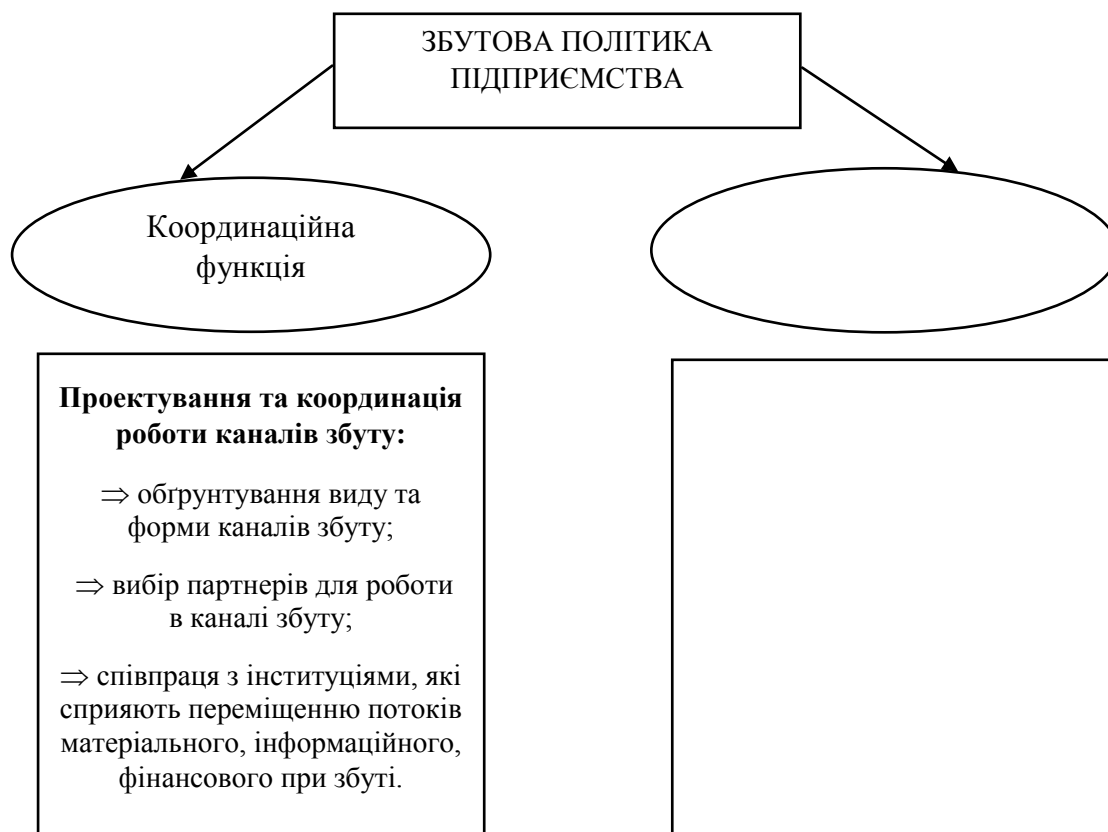 ЗБУТОВА ПОЛІТИКА
ПІДПРИЄМСТВА
Координаційна
функція
Проектування та координація
роботи каналів збуту:
⇒ обґрунтування виду та
форми каналів збуту;
⇒ вибір партнерів для роботи
в каналі збуту;
⇒ співпраця з інституціями, які
сприяють переміщенню потоків
матеріального, інформаційного,
фінансового при збуті.